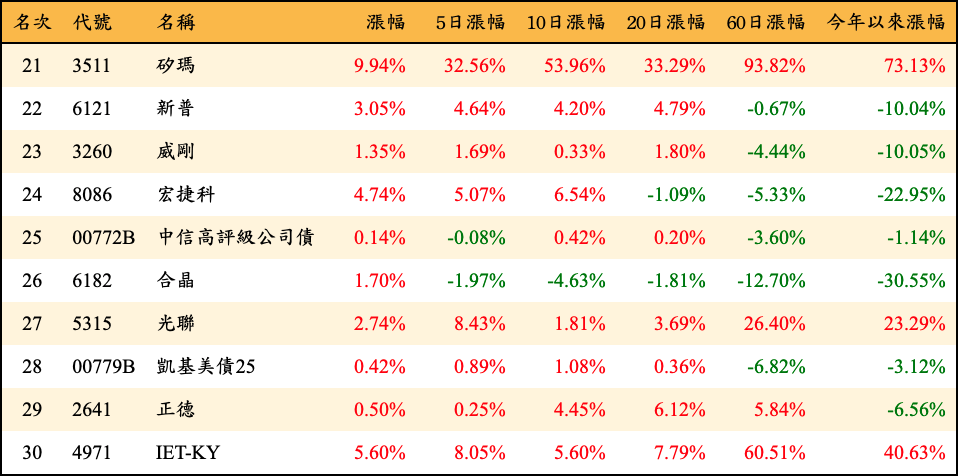 名次 代號 名稱 漲幅 5日漲幅 10日漲幅 20日漲幅 60日漲幅 今年以來漲幅
21 3511 矽瑪 9.94% 32.56% 53.96% 33.29% 93.82% 73.13%
22 6121 新普 3.05% 4.64% 4.20% 4.79% -0.67% -10.04%
23 3260 威剛 1.35% 1.69% 0.33% 1.80% -4.44% -10.05%
24 8086 宏捷科 4.74% 5.07% 6.54% -1.09% -5.33% -22.95%
25 00772B 中信高評級公司債 0.14% -0.08% 0.42% 0.20% -3.60% -1.14%
26 6182 合晶 1.70% -1.97% -4.63% -1.81% -12.70% -30.55%
27 5315 光聯 2.74% 8.43% 1.81% 3.69% 26.40% 23.29%
28 00779B 凱基美債25 0.42% 0.89% 1.08% 0.36% -6.82% -3.12%
29 2641 正德 0.50% 0.25% 4.45% 6.12% 5.84% -6.56%
30 4971 IET-KY 5.60% 8.05% 5.60% 7.79% 60.51% 40.63%